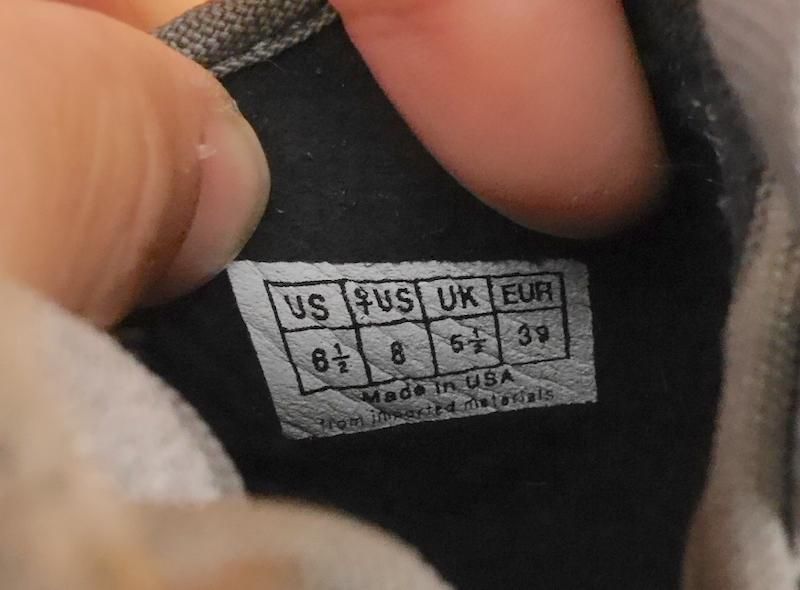 US ♀US UK EUR
6½ 8 5½ 39
Made in USA
from imported materials